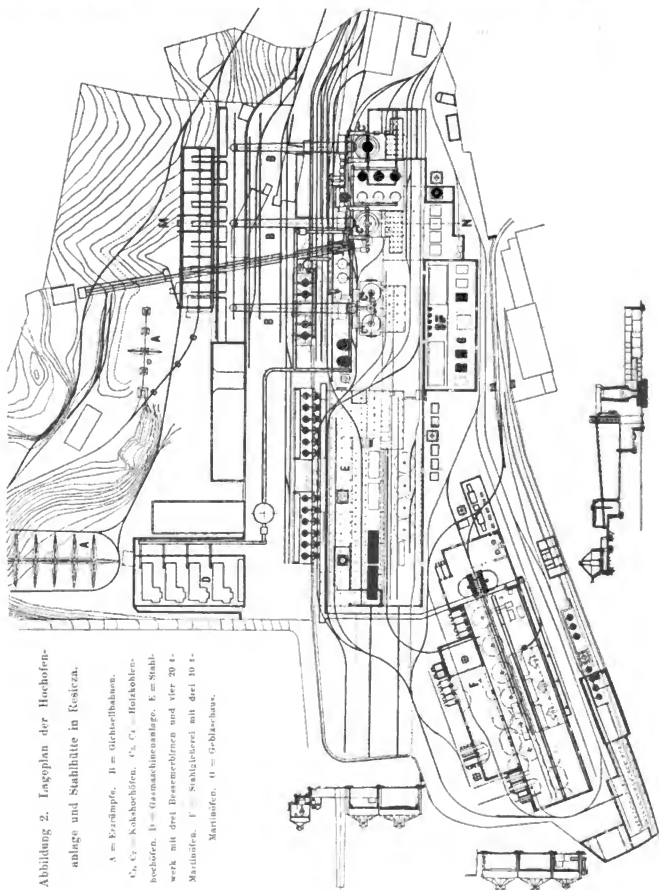 Abbildung 2. Lageplan der Hochofen-
anlage und Stahlhütte in Resicza.
A = Erzrümpfe. B = Gichtseilbahnen.
C₁, C₂ = Kokshochöfen. C₃, C₄ = Holzkohlen-
hochöfen. D = Gasmaschinenanlage. E = Stahl-
werk mit drei Bessemerbirnen und vier 20 t-
Martinöfen. F = Stahlgießerei mit drei 10 t-
Martinöfen. G = Gebläsehaus.
A
A
M
B
B
B
D
E
N
G
F